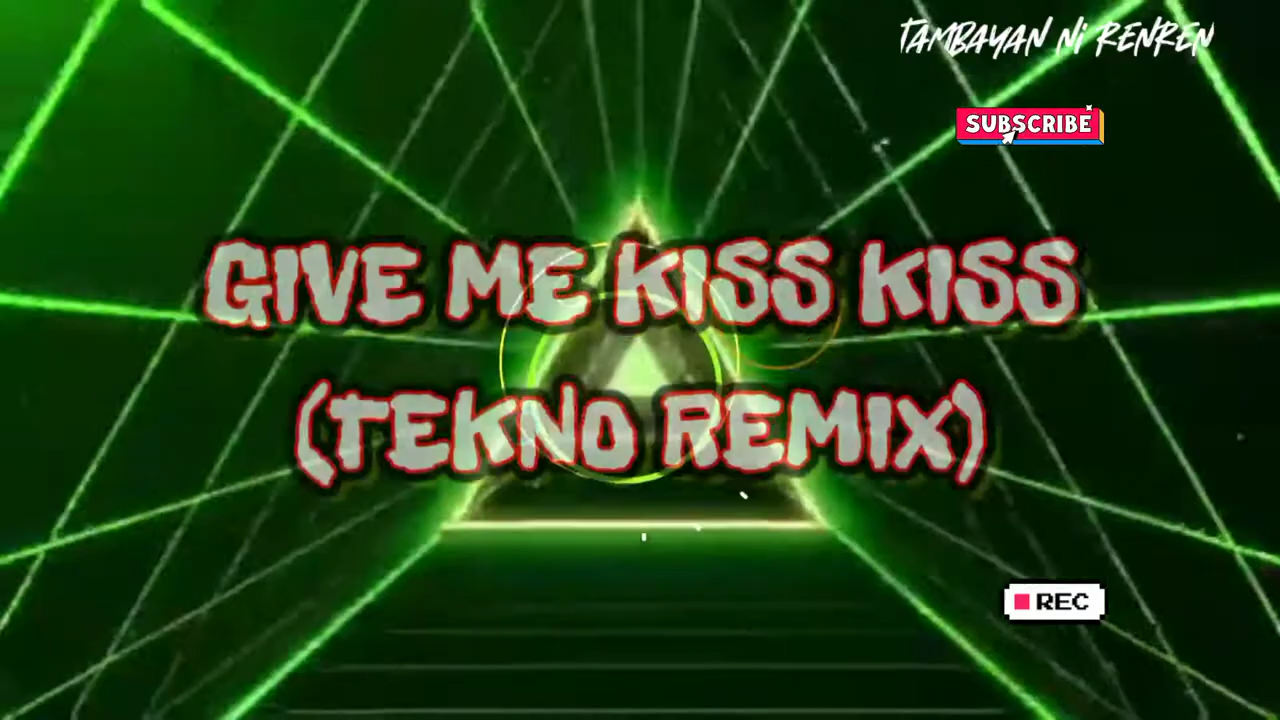 TAMBAYAN Ni RENREN
SUBSCRIBE
GIVE ME KISS KISS
(TEKNO REMIX)
REC